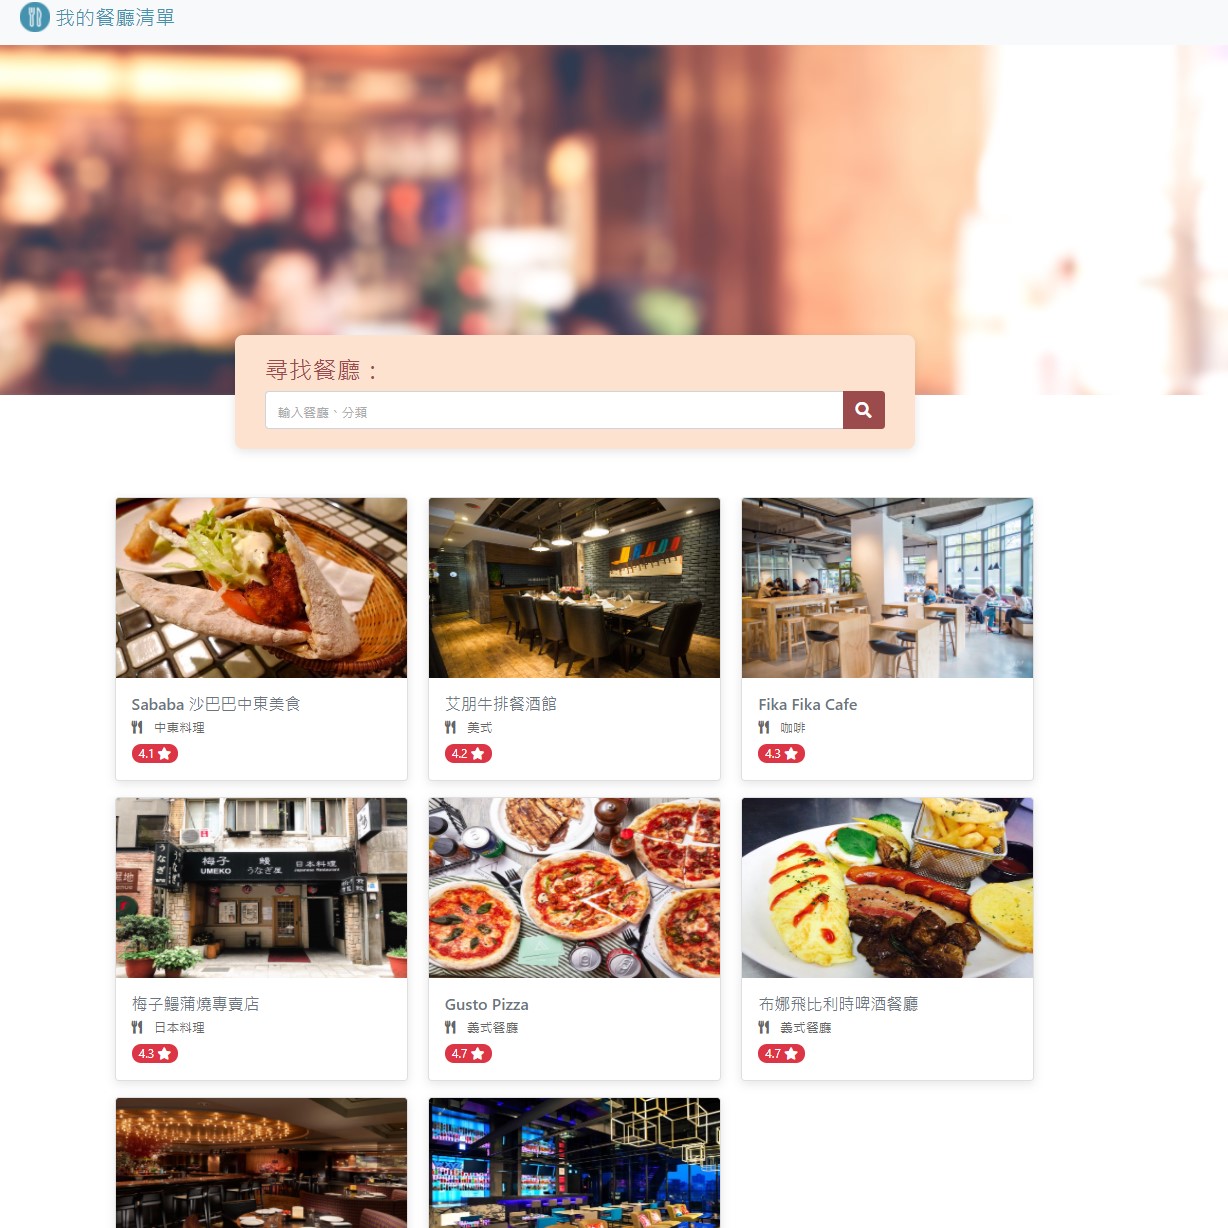 我的餐廳清單
尋找餐廳：
輸入餐廳、分類
Sababa 沙巴巴中東美食
中東料理
4.1
艾朋牛排餐酒館
美式
4.2
Fika Fika Cafe
咖啡
4.3
梅子 鰻 日本料理
UMEKO うなぎ屋 Japanese Restaurant
うなぎ
梅子鰻蒲燒專賣店
日本料理
4.3
Gusto Pizza
義式餐廳
4.7
布娜飛比利時啤酒餐廳
義式餐廳
4.7